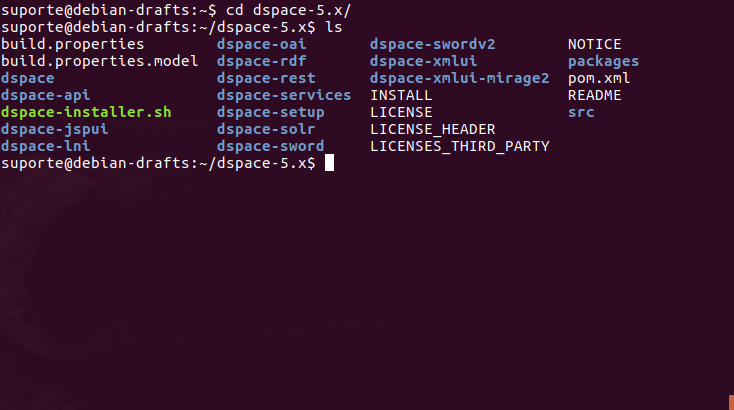 suporte@debian-drafts:~$ cd dspace-5.x/
suporte@debian-drafts:~/dspace-5.x$ ls
build.properties dspace-oai dspace-swordv2 NOTICE
build.properties.model dspace-rdf dspace-xmlui packages
dspace dspace-rest dspace-xmlui-mirage2 pom.xml
dspace-api dspace-services INSTALL README
dspace-installer.sh dspace-setup LICENSE src
dspace-jspui dspace-solr LICENSE_HEADER
dspace-lni dspace-sword LICENSES_THIRD_PARTY
suporte@debian-drafts:~/dspace-5.x$